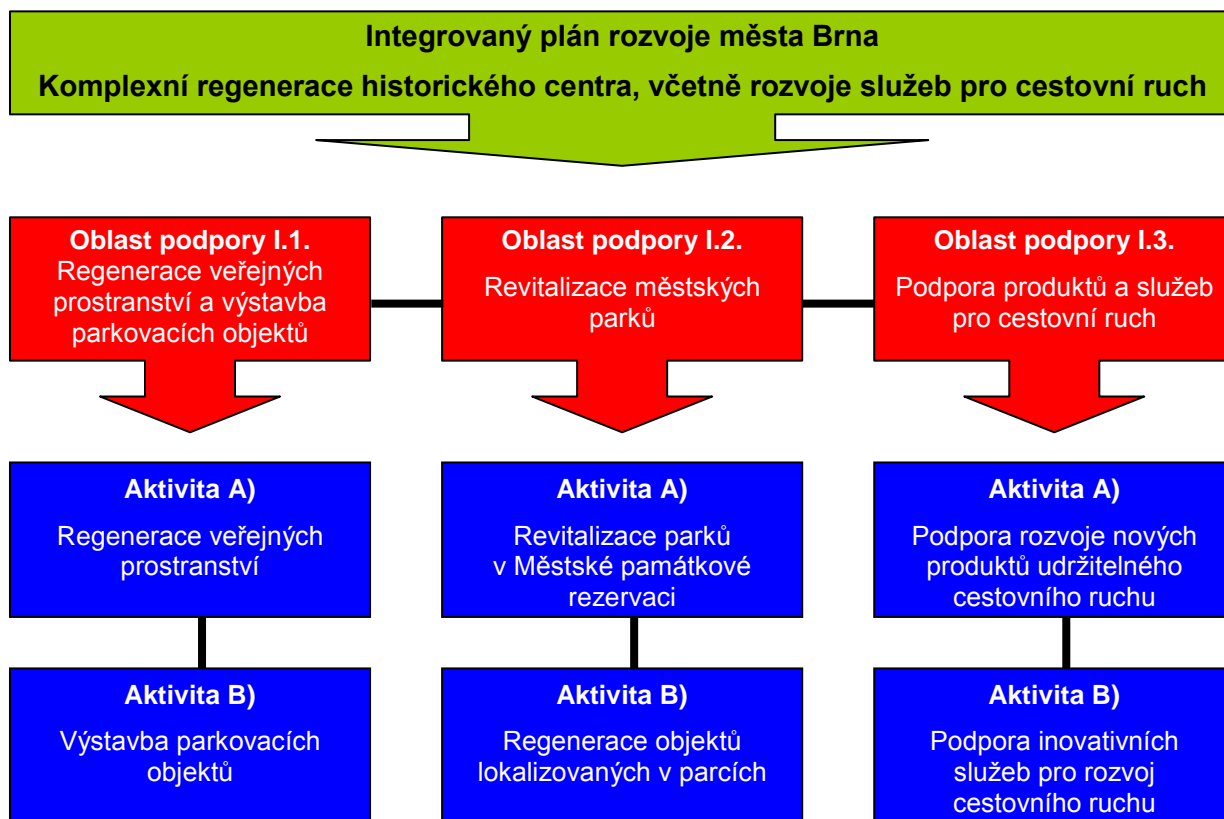 Integrovaný plán rozvoje města Brna
Komplexní regenerace historického centra, včetně rozvoje služeb pro cestovní ruch
Oblast podpory I.1.
Regenerace veřejných
prostranství a výstavba
parkovacích objektů
Oblast podpory I.2.
Revitalizace městských
parků
Oblast podpory I.3.
Podpora produktů a služeb
pro cestovní ruch
Aktivita A)
Regenerace veřejných
prostranství
Aktivita A)
Revitalizace parků
v Městské památkové
rezervaci
Aktivita A)
Podpora rozvoje nových
produktů udržitelného
cestovního ruchu
Aktivita B)
Výstavba parkovacích
objektů
Aktivita B)
Regenerace objektů
lokalizovaných v parcích
Aktivita B)
Podpora inovativních
služeb pro rozvoj
cestovního ruchu